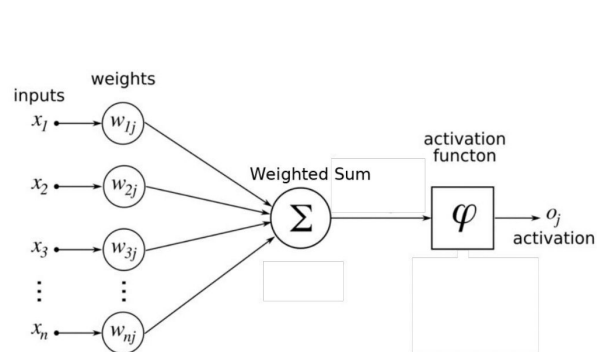 weights
inputs
x1
w1j
activation
functon
Weighted Sum
x2
w2j
Σ
φ
oj
activation
x3
w3j
⋮
⋮
xn
wnj